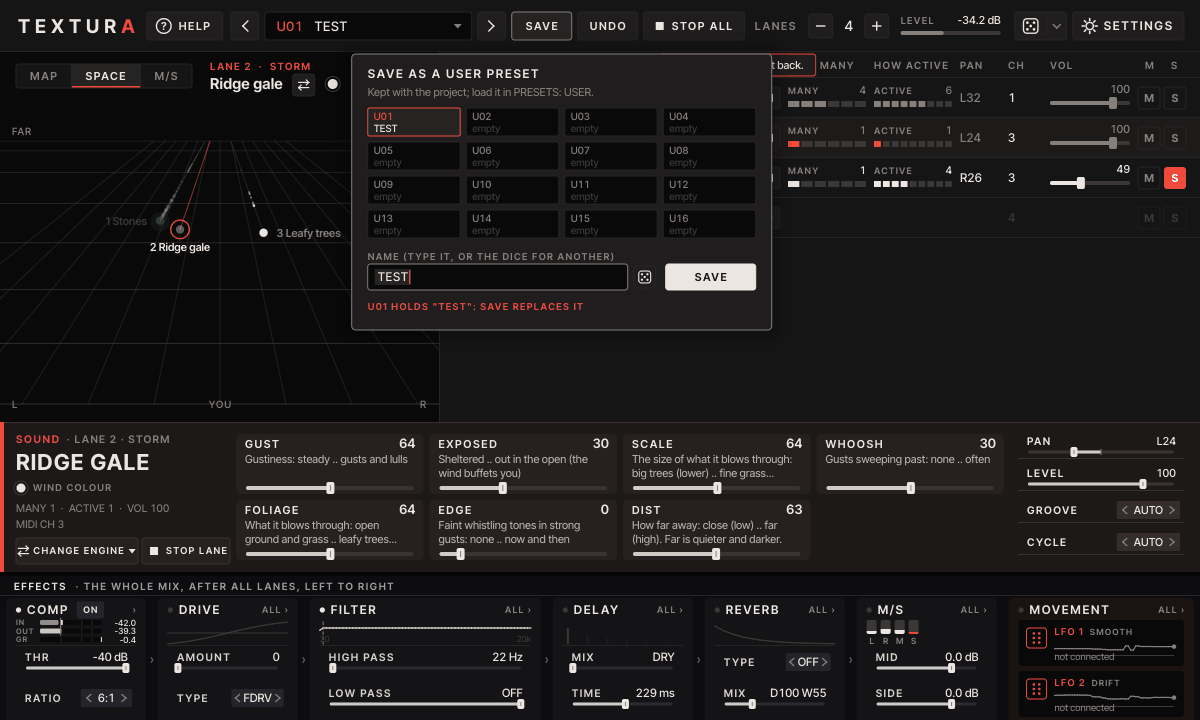 TEXTURA
HELP
U01 TEST
SAVE
UNDO
STOP ALL
LANES
4
LEVEL -34.2 dB
SETTINGS
MAP SPACE M/S
LANE 2 · STORM
Ridge gale
FAR
1 Stones
2 Ridge gale
3 Leafy trees
L YOU R
SAVE AS A USER PRESET
Kept with the project; load it in PRESETS: USER.
U01 TEST
U02 empty
U03 empty
U04 empty
U05 empty
U06 empty
U07 empty
U08 empty
U09 empty
U10 empty
U11 empty
U12 empty
U13 empty
U14 empty
U15 empty
U16 empty
NAME (TYPE IT, OR THE DICE FOR ANOTHER)
TEST
SAVE
U01 HOLDS "TEST": SAVE REPLACES IT
back.
MANY HOW ACTIVE PAN CH VOL M S
MANY 4 ACTIVE 6 L32 1 100 M S
MANY 1 ACTIVE 1 L24 3 100 M S
MANY 1 ACTIVE 4 R26 3 49 M S
4 M S
SOUND · LANE 2 · STORM
RIDGE GALE
WIND COLOUR
MANY 1 · ACTIVE 1 · VOL 100
MIDI CH 3
CHANGE ENGINE
STOP LANE
GUST 64
Gustiness: steady .. gusts and lulls
EXPOSED 30
Sheltered .. out in the open (the
wind buffets you)
SCALE 64
The size of what it blows through:
big trees (lower) .. fine grass...
WHOOSH 30
Gusts sweeping past: none .. often
FOLIAGE 64
What it blows through: open
ground and grass .. leafy trees...
EDGE 0
Faint whistling tones in strong
gusts: none .. now and then
DIST 63
How far away: close (low) .. far
(high). Far is quieter and darker.
PAN L24
LEVEL 100
GROOVE < AUTO >
CYCLE < AUTO >
EFFECTS · THE WHOLE MIX, AFTER ALL LANES, LEFT TO RIGHT
COMP ON ›
IN -42.0
OUT -39.3
GR -0.4
THR -40 dB
RATIO < 6:1 >
DRIVE ALL ›
AMOUNT 0
TYPE < FDRV >
FILTER ALL ›
20 20k
HIGH PASS 22 Hz
LOW PASS OFF
DELAY ALL ›
MIX DRY
TIME 229 ms
REVERB ALL ›
TYPE < OFF >
MIX D100 W55
M/S ALL ›
L R M S
MID 0.0 dB
SIDE 0.0 dB
MOVEMENT ALL ›
LFO 1 SMOOTH
not connected
LFO 2 DRIFT
not connected